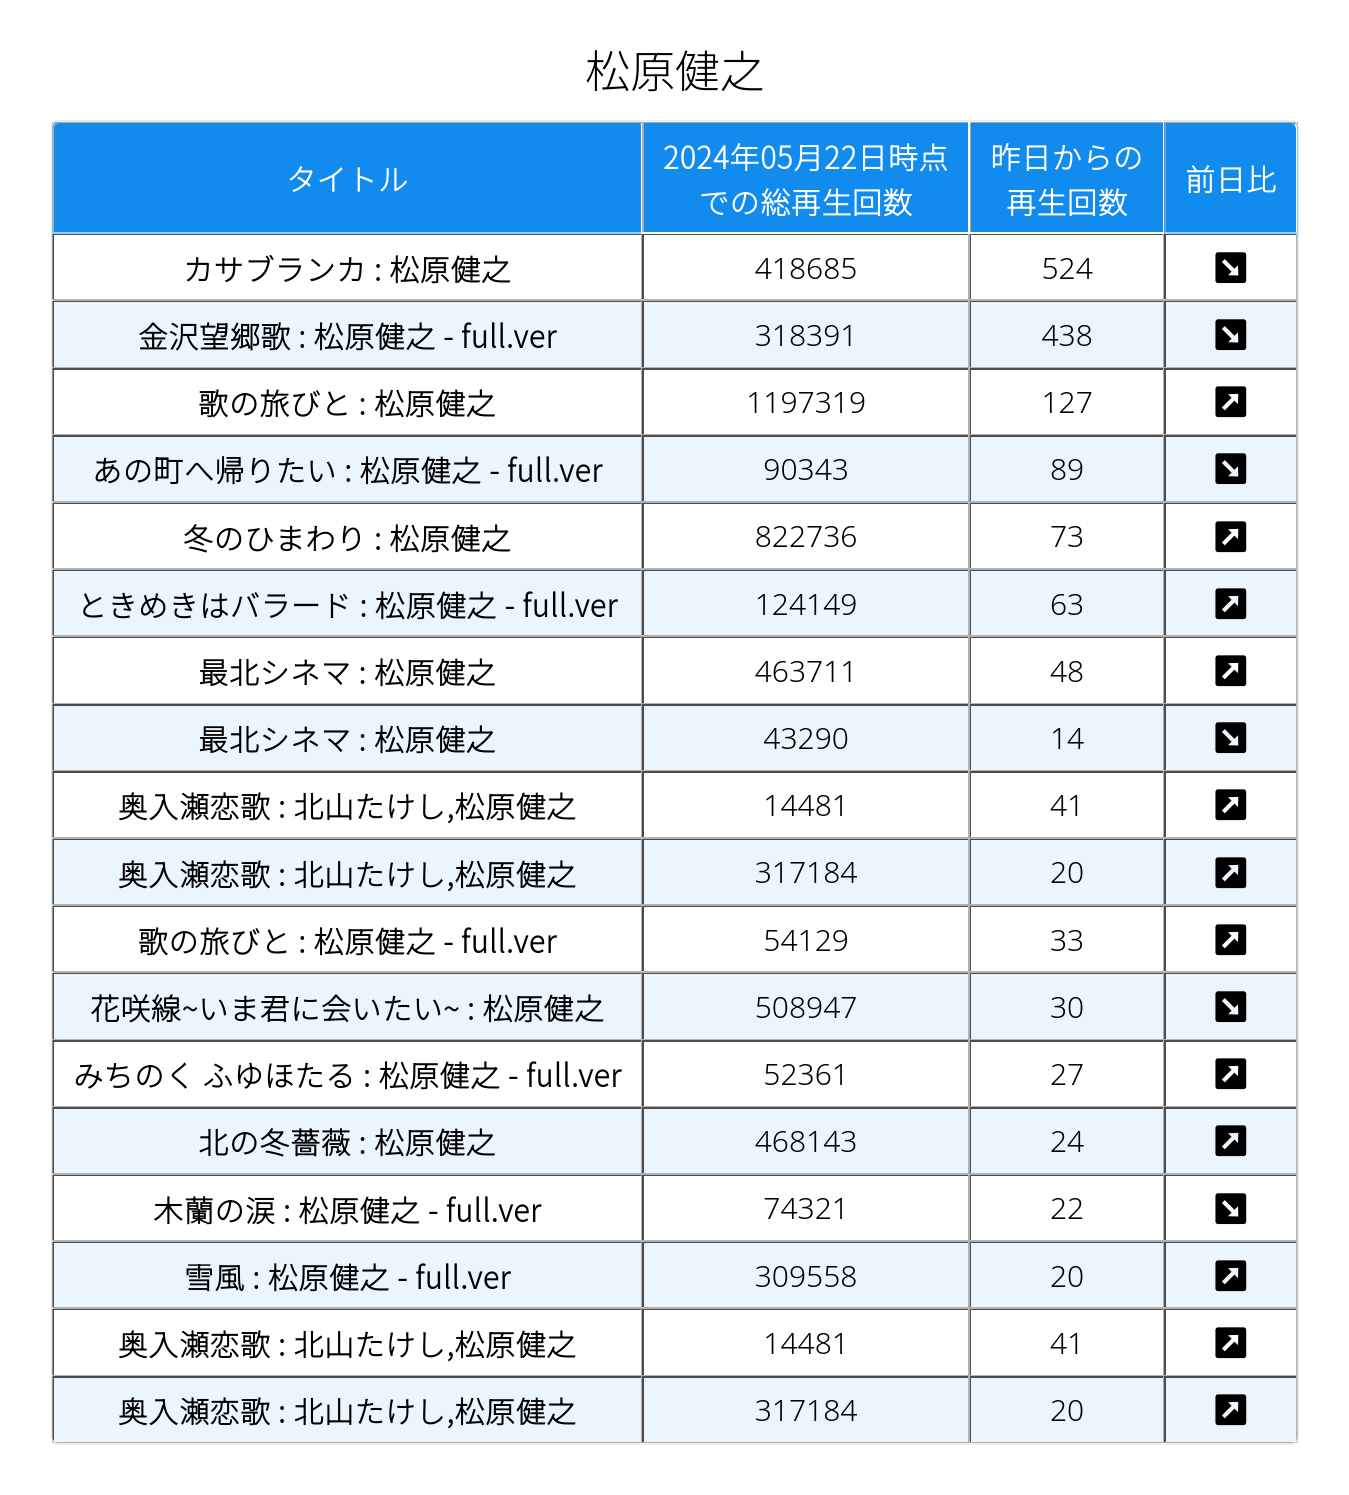 松原健之
タイトル 2024年05月22日時点での総再生回数 昨日からの再生回数 前日比
カサブランカ : 松原健之 418685 524 ↘
金沢望郷歌 : 松原健之 - full.ver 318391 438 ↘
歌の旅びと : 松原健之 1197319 127 ↗
あの町へ帰りたい : 松原健之 - full.ver 90343 89 ↘
冬のひまわり : 松原健之 822736 73 ↗
ときめきはバラード : 松原健之 - full.ver 124149 63 ↗
最北シネマ : 松原健之 463711 48 ↗
最北シネマ : 松原健之 43290 14 ↘
奥入瀬恋歌 : 北山たけし,松原健之 14481 41 ↗
奥入瀬恋歌 : 北山たけし,松原健之 317184 20 ↗
歌の旅びと : 松原健之 - full.ver 54129 33 ↗
花咲線~いま君に会いたい~ : 松原健之 508947 30 ↘
みちのく ふゆほたる : 松原健之 - full.ver 52361 27 ↗
北の冬薔薇 : 松原健之 468143 24 ↗
木蘭の涙 : 松原健之 - full.ver 74321 22 ↘
雪風 : 松原健之 - full.ver 309558 20 ↗
奥入瀬恋歌 : 北山たけし,松原健之 14481 41 ↗
奥入瀬恋歌 : 北山たけし,松原健之 317184 20 ↗